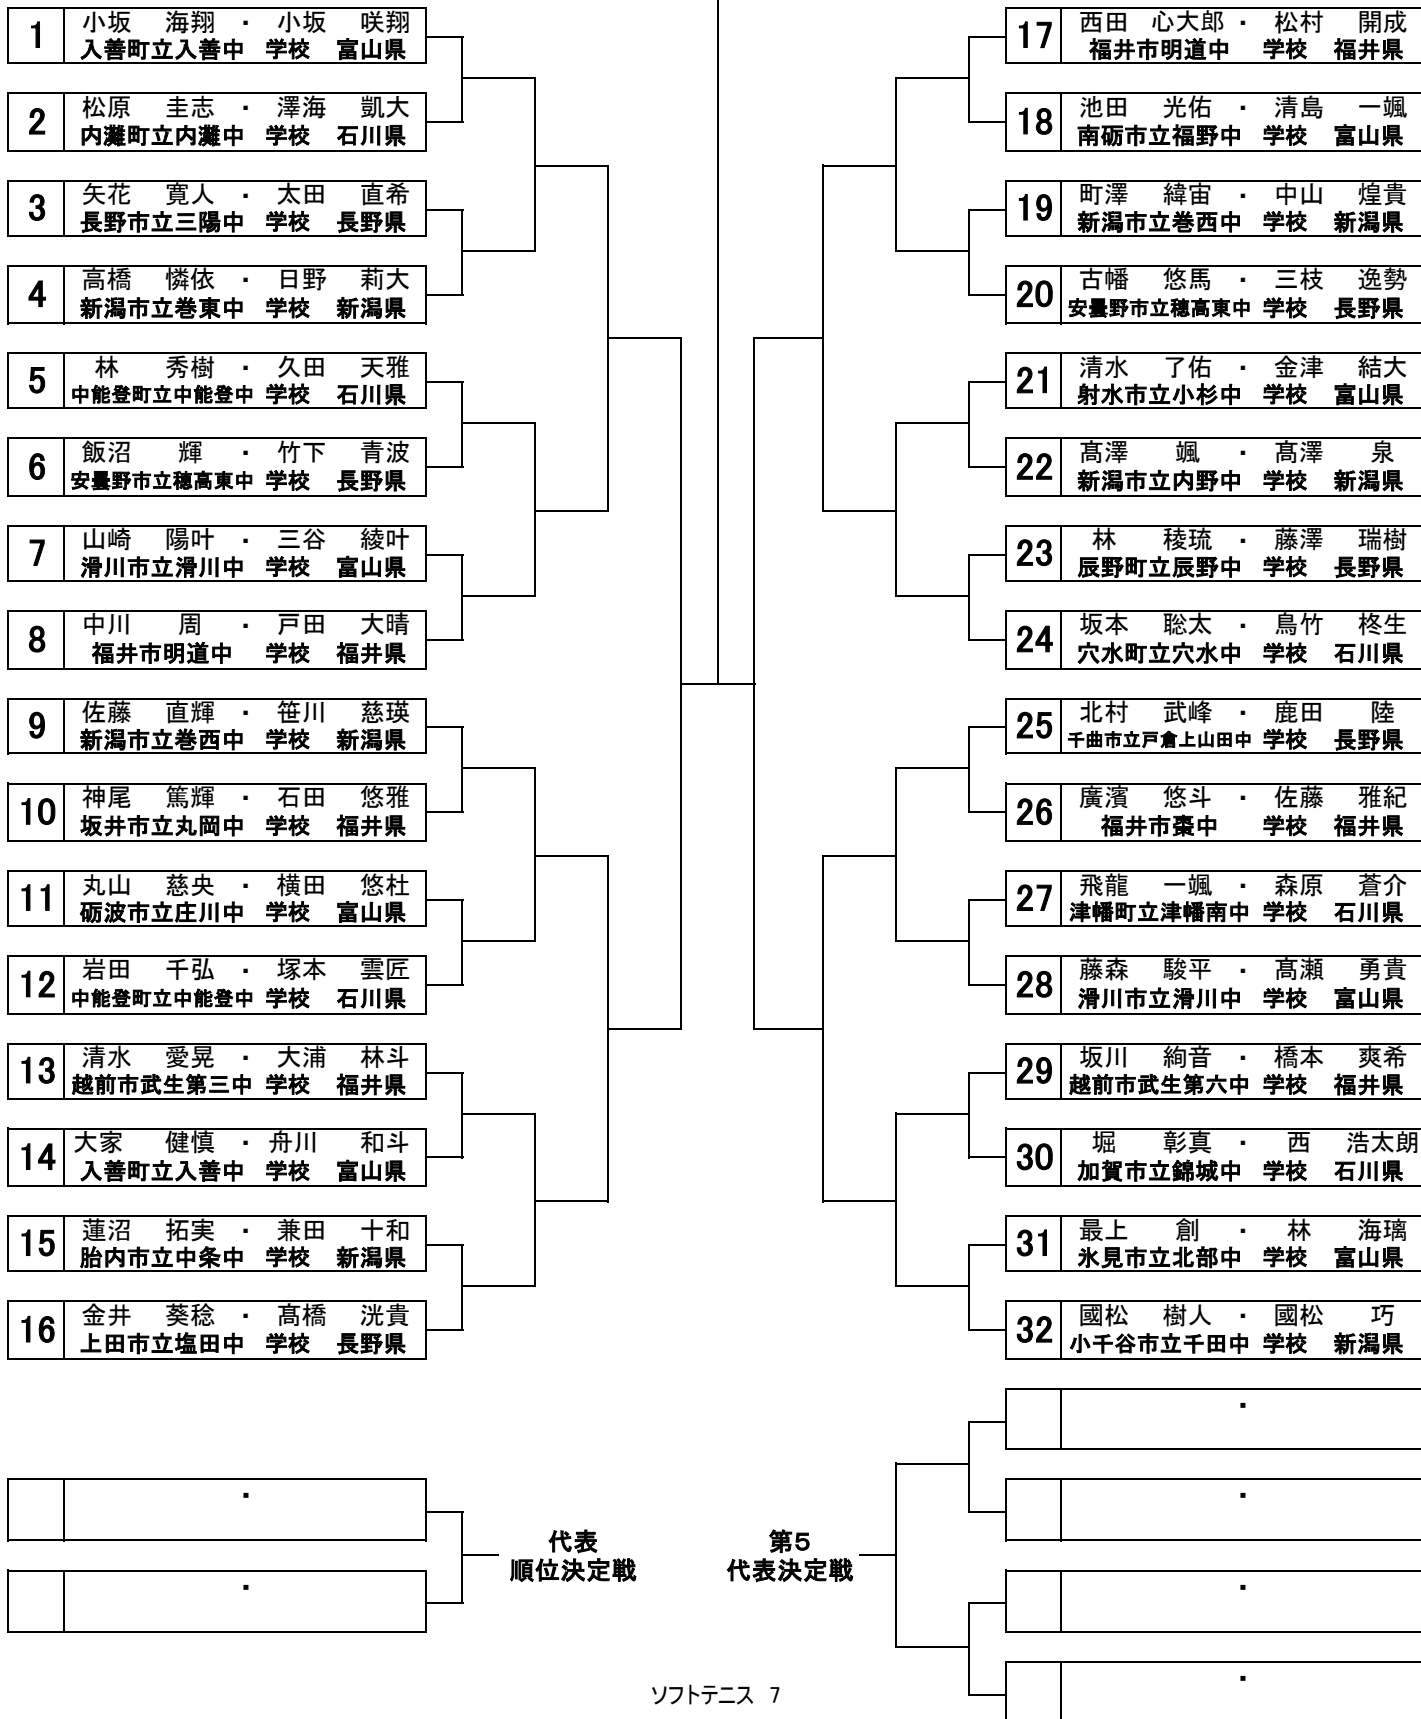 1 小坂 海翔 ・ 小坂 咲翔
入善町立入善中 学校 富山県
2 松原 圭志 ・ 澤海 凱大
内灘町立内灘中 学校 石川県
3 矢花 寛人 ・ 太田 直希
長野市立三陽中 学校 長野県
4 高橋 憐依 ・ 日野 莉大
新潟市立巻東中 学校 新潟県
5 林 秀樹 ・ 久田 天雅
中能登町立中能登中 学校 石川県
6 飯沼 輝 ・ 竹下 青波
安曇野市立穂高東中 学校 長野県
7 山崎 陽叶 ・ 三谷 綾叶
滑川市立滑川中 学校 富山県
8 中川 周 ・ 戸田 大晴
福井市明道中 学校 福井県
9 佐藤 直輝 ・ 笹川 慈瑛
新潟市立巻西中 学校 新潟県
10 神尾 篤輝 ・ 石田 悠雅
坂井市立丸岡中 学校 福井県
11 丸山 慈央 ・ 横田 悠杜
砺波市立庄川中 学校 富山県
12 岩田 千弘 ・ 塚本 雲匠
中能登町立中能登中 学校 石川県
13 清水 愛晃 ・ 大浦 林斗
越前市武生第三中 学校 福井県
14 大家 健慎 ・ 舟川 和斗
入善町立入善中 学校 富山県
15 蓮沼 拓実 ・ 兼田 十和
胎内市立中条中 学校 新潟県
16 金井 葵稔 ・ 髙橋 洸貴
上田市立塩田中 学校 長野県
17 西田 心大郎 ・ 松村 開成
福井市明道中 学校 福井県
18 池田 光佑 ・ 清島 一颯
南砺市立福野中 学校 富山県
19 町澤 緯宙 ・ 中山 煌貴
新潟市立巻西中 学校 新潟県
20 古幡 悠馬 ・ 三枝 逸勢
安曇野市立穂高東中 学校 長野県
21 清水 了佑 ・ 金津 結大
射水市立小杉中 学校 富山県
22 髙澤 颯 ・ 髙澤 泉
新潟市立内野中 学校 新潟県
23 林 稜琉 ・ 藤澤 瑞樹
辰野町立辰野中 学校 長野県
24 坂本 聡太 ・ 鳥竹 柊生
穴水町立穴水中 学校 石川県
25 北村 武峰 ・ 鹿田 陸
千曲市立戸倉上山田中 学校 長野県
26 廣濱 悠斗 ・ 佐藤 雅紀
福井市棗中 学校 福井県
27 飛龍 一颯 ・ 森原 蒼介
津幡町立津幡南中 学校 石川県
28 藤森 駿平 ・ 髙瀬 勇貴
滑川市立滑川中 学校 富山県
29 坂川 絢音 ・ 橋本 爽希
越前市武生第六中 学校 福井県
30 堀 彰真 ・ 西 浩太朗
加賀市立錦城中 学校 石川県
31 最上 創 ・ 林 海璃
氷見市立北部中 学校 富山県
32 國松 樹人 ・ 國松 巧
小千谷市立千田中 学校 新潟県
・
・
代表
順位決定戦
第5
代表決定戦
・
・
・
・
ソフトテニス 7